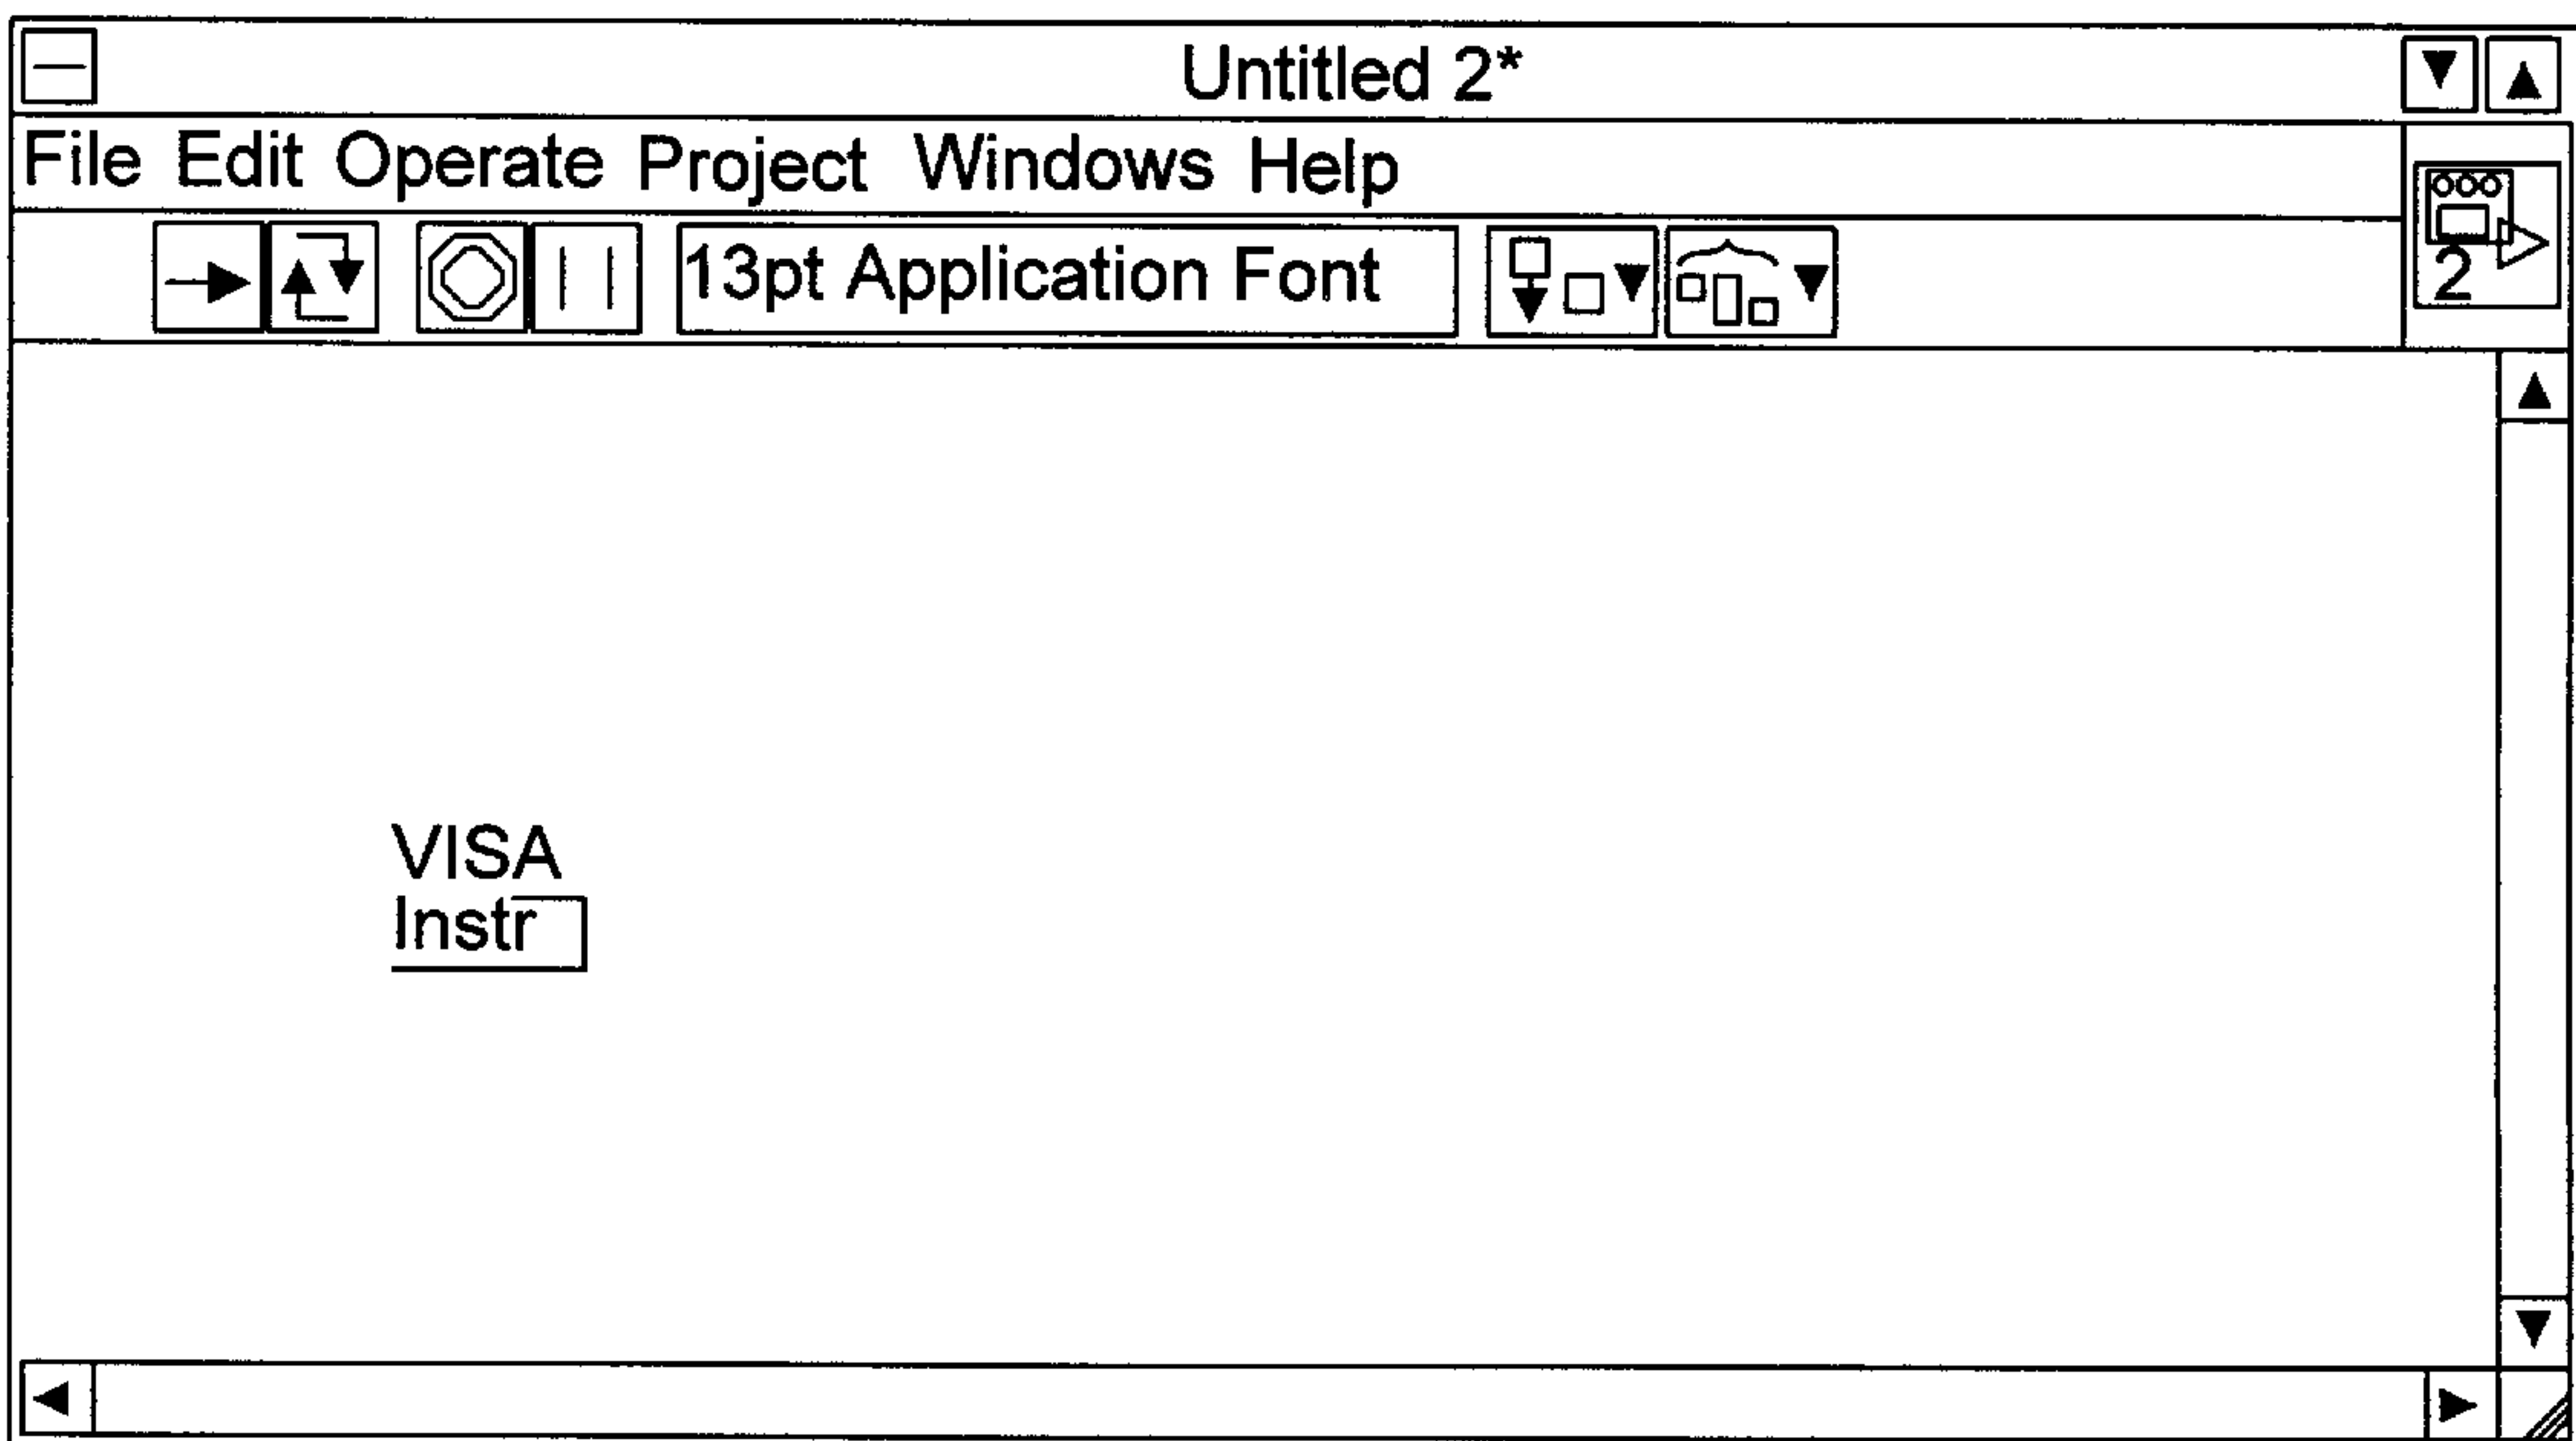 Untitled 2*
File Edit Operate Project Windows Help
13pt Application Font
2
VISA
Instr